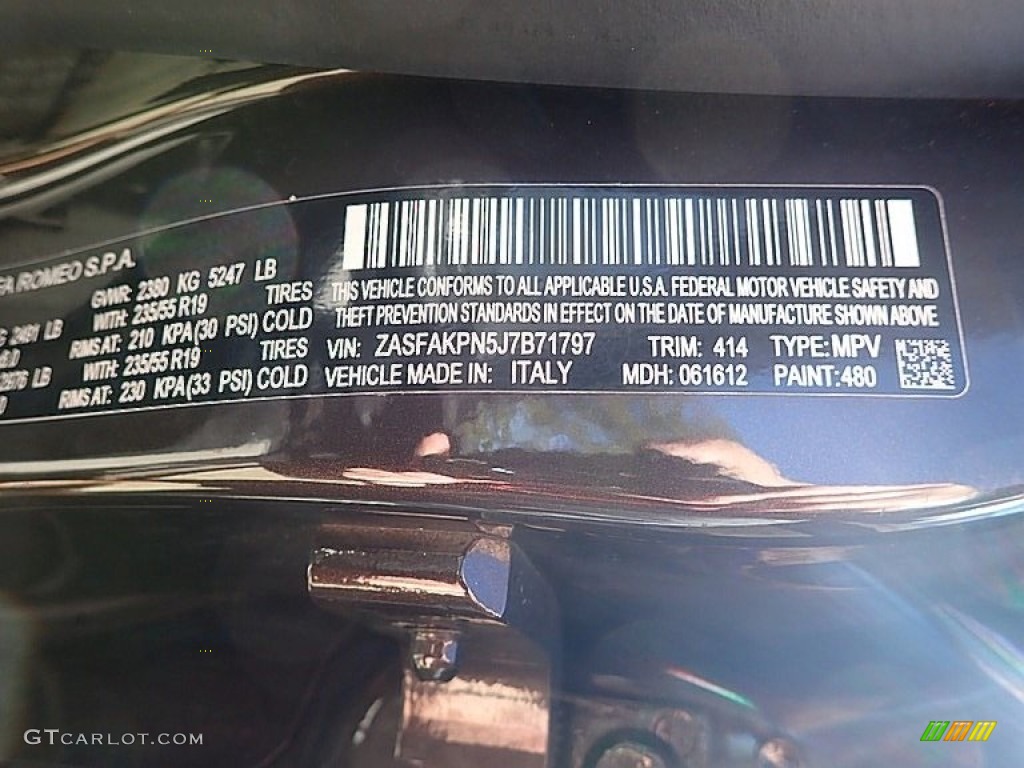 FA ROMEO S.P.A.
GVWR: 2380 KG 5247 LB
WITH: 235/55 R19 TIRES
RIMS AT: 210 KPA(30 PSI) COLD
WITH: 235/55 R19 TIRES
RIMS AT: 230 KPA(33 PSI) COLD
LB
LB
THIS VEHICLE CONFORMS TO ALL APPLICABLE U.S.A. FEDERAL MOTOR VEHICLE SAFETY AND
THEFT PREVENTION STANDARDS IN EFFECT ON THE DATE OF MANUFACTURE SHOWN ABOVE
VIN: ZASFAKPN5J7B71797 TRIM: 414 TYPE: MPV
VEHICLE MADE IN: ITALY MDH: 061612 PAINT: 480
GTCARLOT.COM